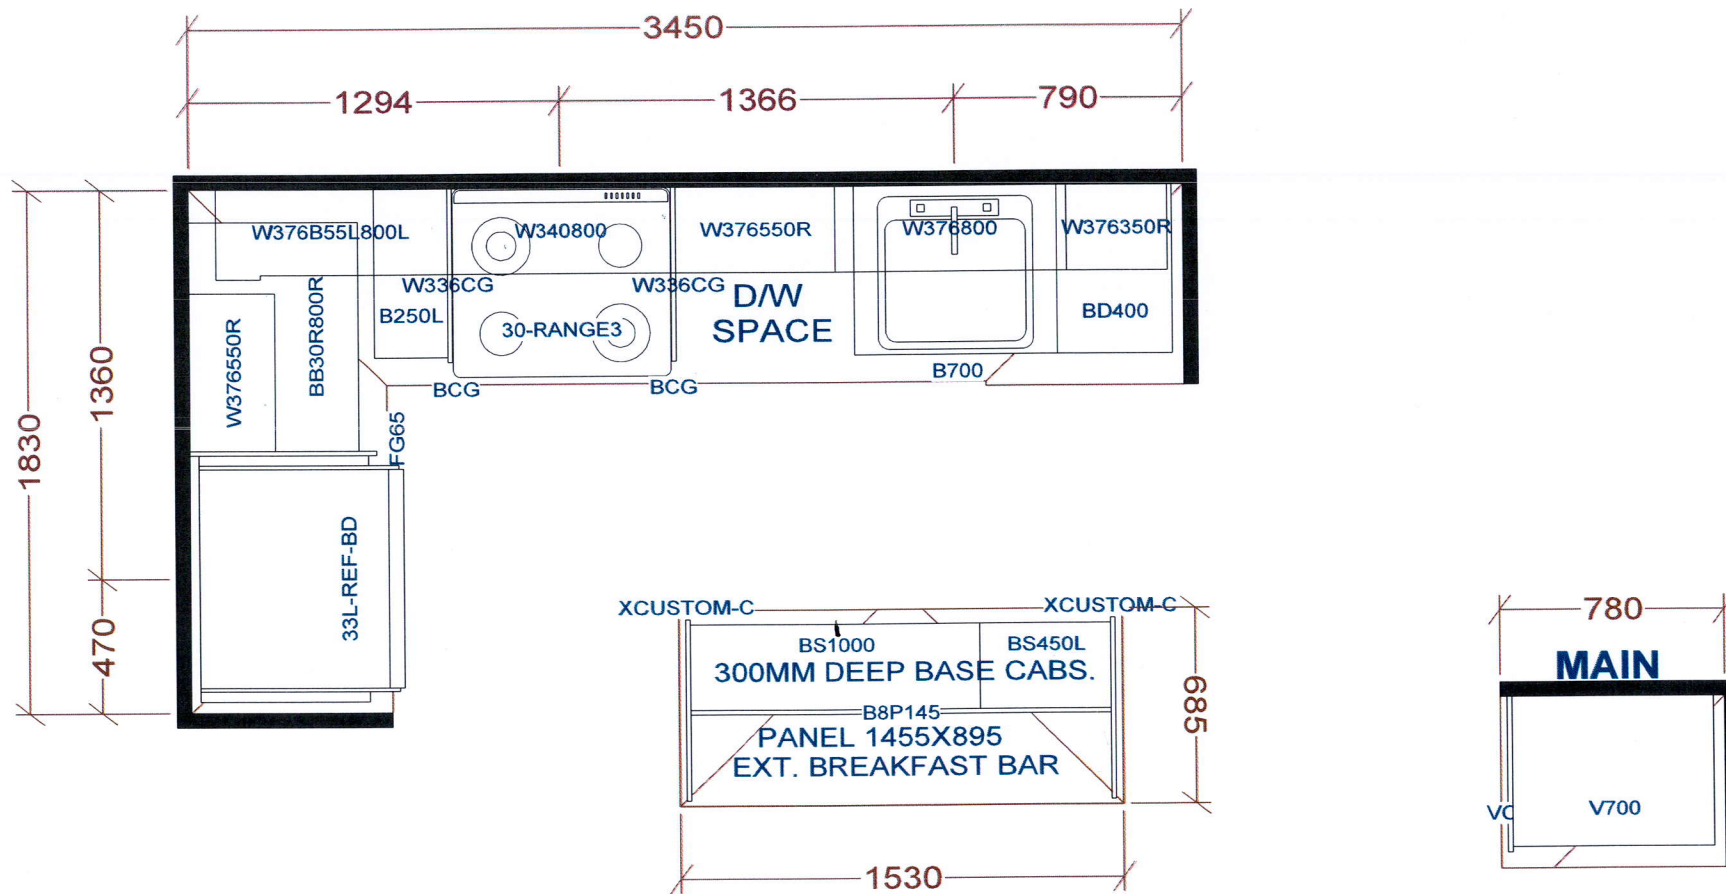 3450
1294
1366
790
W376B55L800L
W340800
W376550R
W376800
W376350R
W336CG
W336CG
D/W
SPACE
B250L
30-RANGE3
BD400
BB30R800R
W376550R
B700
BCG
BCG
FG65
1830
1360
470
33L-REF-BD
XCUSTOM-C
XCUSTOM-C
BS1000
BS450L
300MM DEEP BASE CABS.
B8P145
PANEL 1455X895
EXT. BREAKFAST BAR
685
1530
780
MAIN
V700